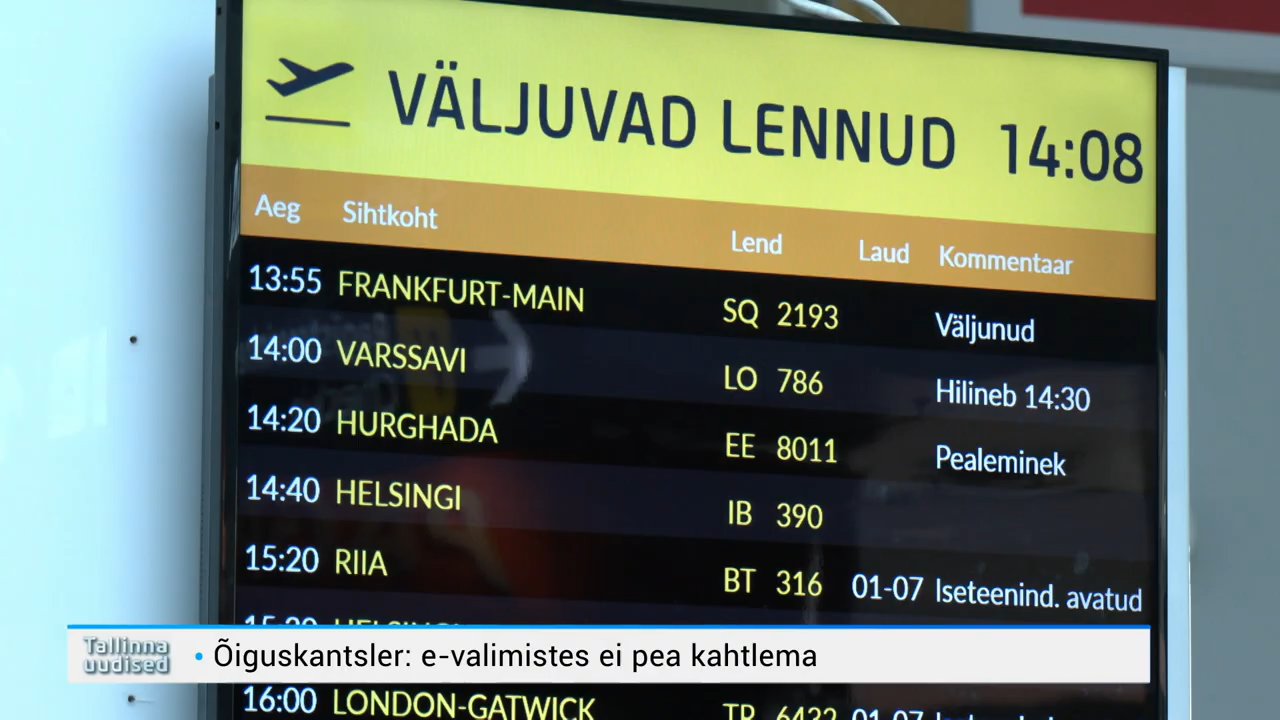 VÄLJUVAD LENNUD 14:08
Aeg Sihtkoht Lend Laud Kommentaar
13:55 FRANKFURT-MAIN SQ 2193 Väljunud
14:00 VARSSAVI LO 786 Hilineb 14:30
14:20 HURGHADA EE 8011 Pealeminek
14:40 HELSINGI IB 390
15:20 RIIA BT 316 01-07 Iseteenind. avatud
Tallinna
uudised
• Õiguskantsler: e-valimistes ei pea kahtlema
16:00 LONDON-GATWICK